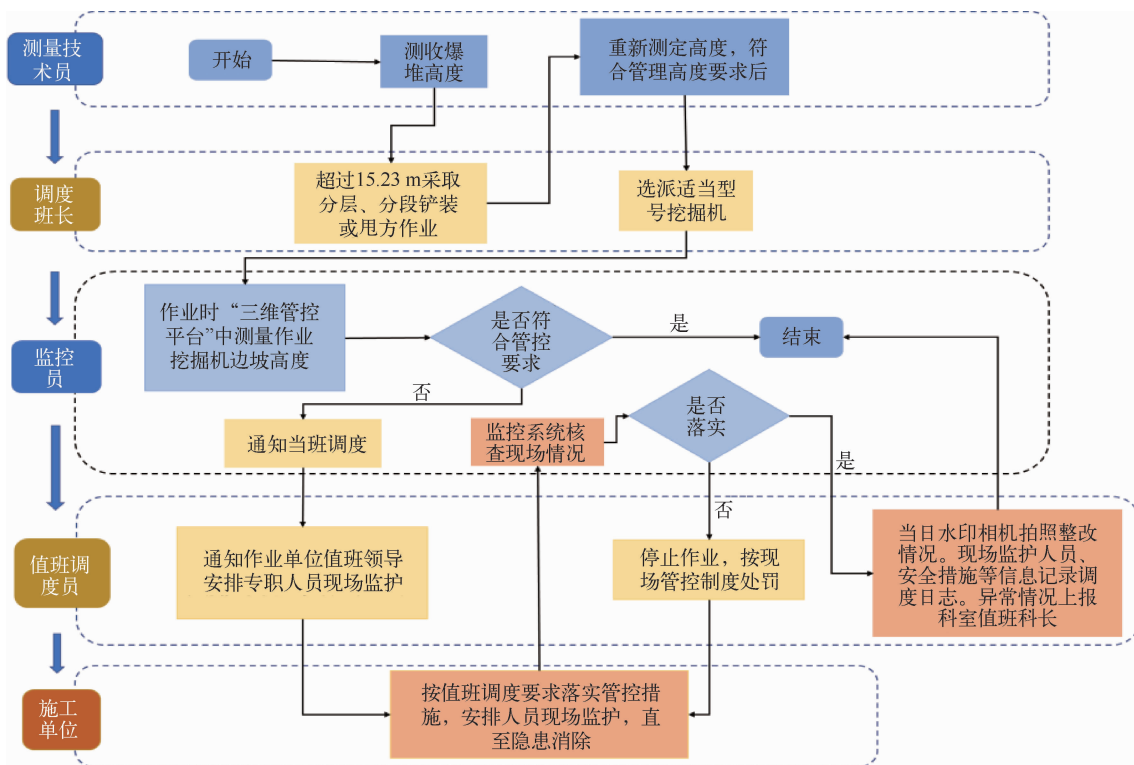 测量技
术员
开始
测收爆
堆高度
重新测定高度，符
合管理高度要求后
调度
班长
超过15.23 m采取
分层、分段铲装
或甩方作业
选派适当型
号挖掘机
监控
员
作业时“三维管控
平台”中测量作业
挖掘机边坡高度
是否符
合管控
要求
是
结束
否
通知当班调度
监控系统核
查现场情况
是否
落实
是
否
值班调
度员
通知作业单位值班领导
安排专职人员现场监护
停止作业，按现
场管控制度处罚
当日水印相机拍照整改
情况。现场监护人员、
安全措施等信息记录调
度日志。异常情况上报
科室值班科长
施工
单位
按值班调度要求落实管控措
施，安排人员现场监护，直
至隐患消除